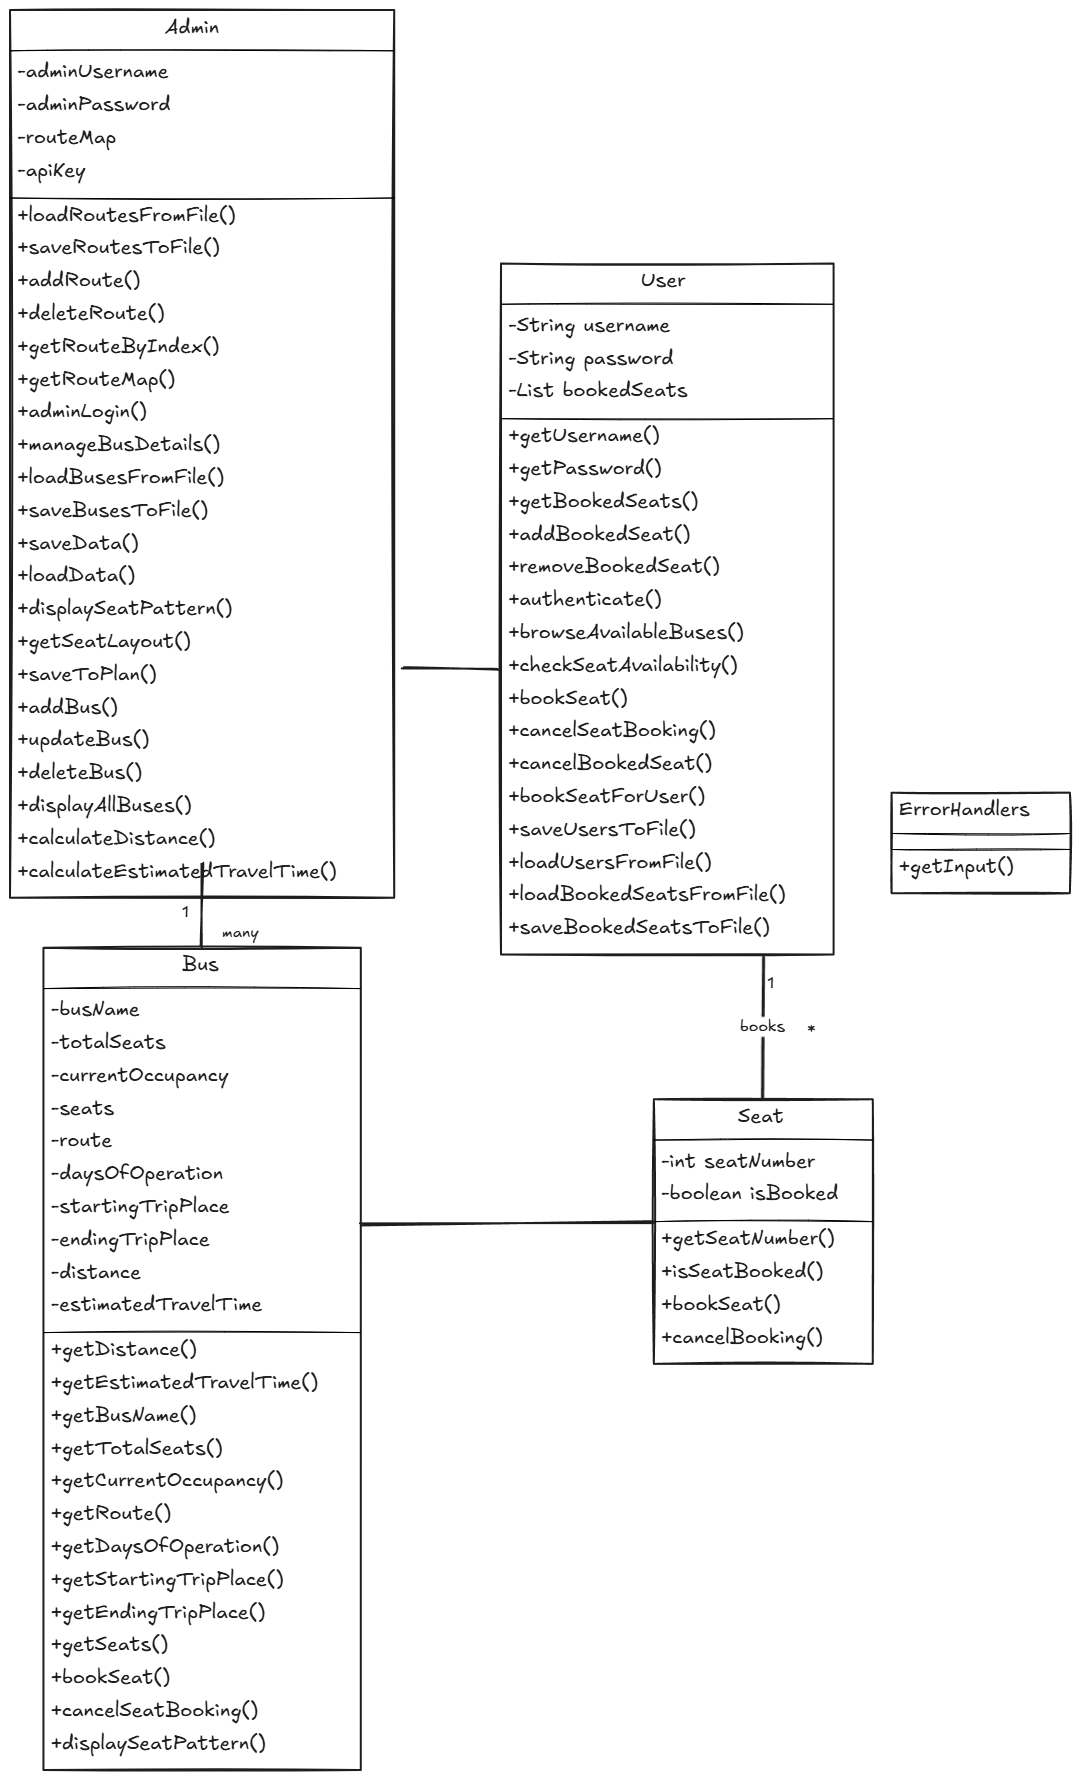 Admin
-adminUsername
-adminPassword
-routeMap
-apiKey
+loadRoutesFromFile()
+saveRoutesToFile()
+addRoute()
+deleteRoute()
+getRouteByIndex()
+getRouteMap()
+adminLogin()
+manageBusDetails()
+loadBusesFromFile()
+saveBusesToFile()
+saveData()
+loadData()
+displaySeatPattern()
+getSeatLayout()
+saveToPlan()
+addBus()
+updateBus()
+deleteBus()
+displayAllBuses()
+calculateDistance()
+calculateEstimatedTravelTime()
User
-String username
-String password
-List bookedSeats
+getUsername()
+getPassword()
+getBookedSeats()
+addBookedSeat()
+removeBookedSeat()
+authenticate()
+browseAvailableBuses()
+checkSeatAvailability()
+bookSeat()
+cancelSeatBooking()
+cancelBookedSeat()
+bookSeatForUser()
+saveUsersToFile()
+loadUsersFromFile()
+loadBookedSeatsFromFile()
+saveBookedSeatsToFile()
ErrorHandlers
+getInput()
1
many
Bus
-busName
-totalSeats
-currentOccupancy
-seats
-route
-daysOfOperation
-startingTripPlace
-endingTripPlace
-distance
-estimatedTravelTime
+getDistance()
+getEstimatedTravelTime()
+getBusName()
+getTotalSeats()
+getCurrentOccupancy()
+getRoute()
+getDaysOfOperation()
+getStartingTripPlace()
+getEndingTripPlace()
+getSeats()
+bookSeat()
+cancelSeatBooking()
+displaySeatPattern()
1
books *
Seat
-int seatNumber
-boolean isBooked
+getSeatNumber()
+isSeatBooked()
+bookSeat()
+cancelBooking()